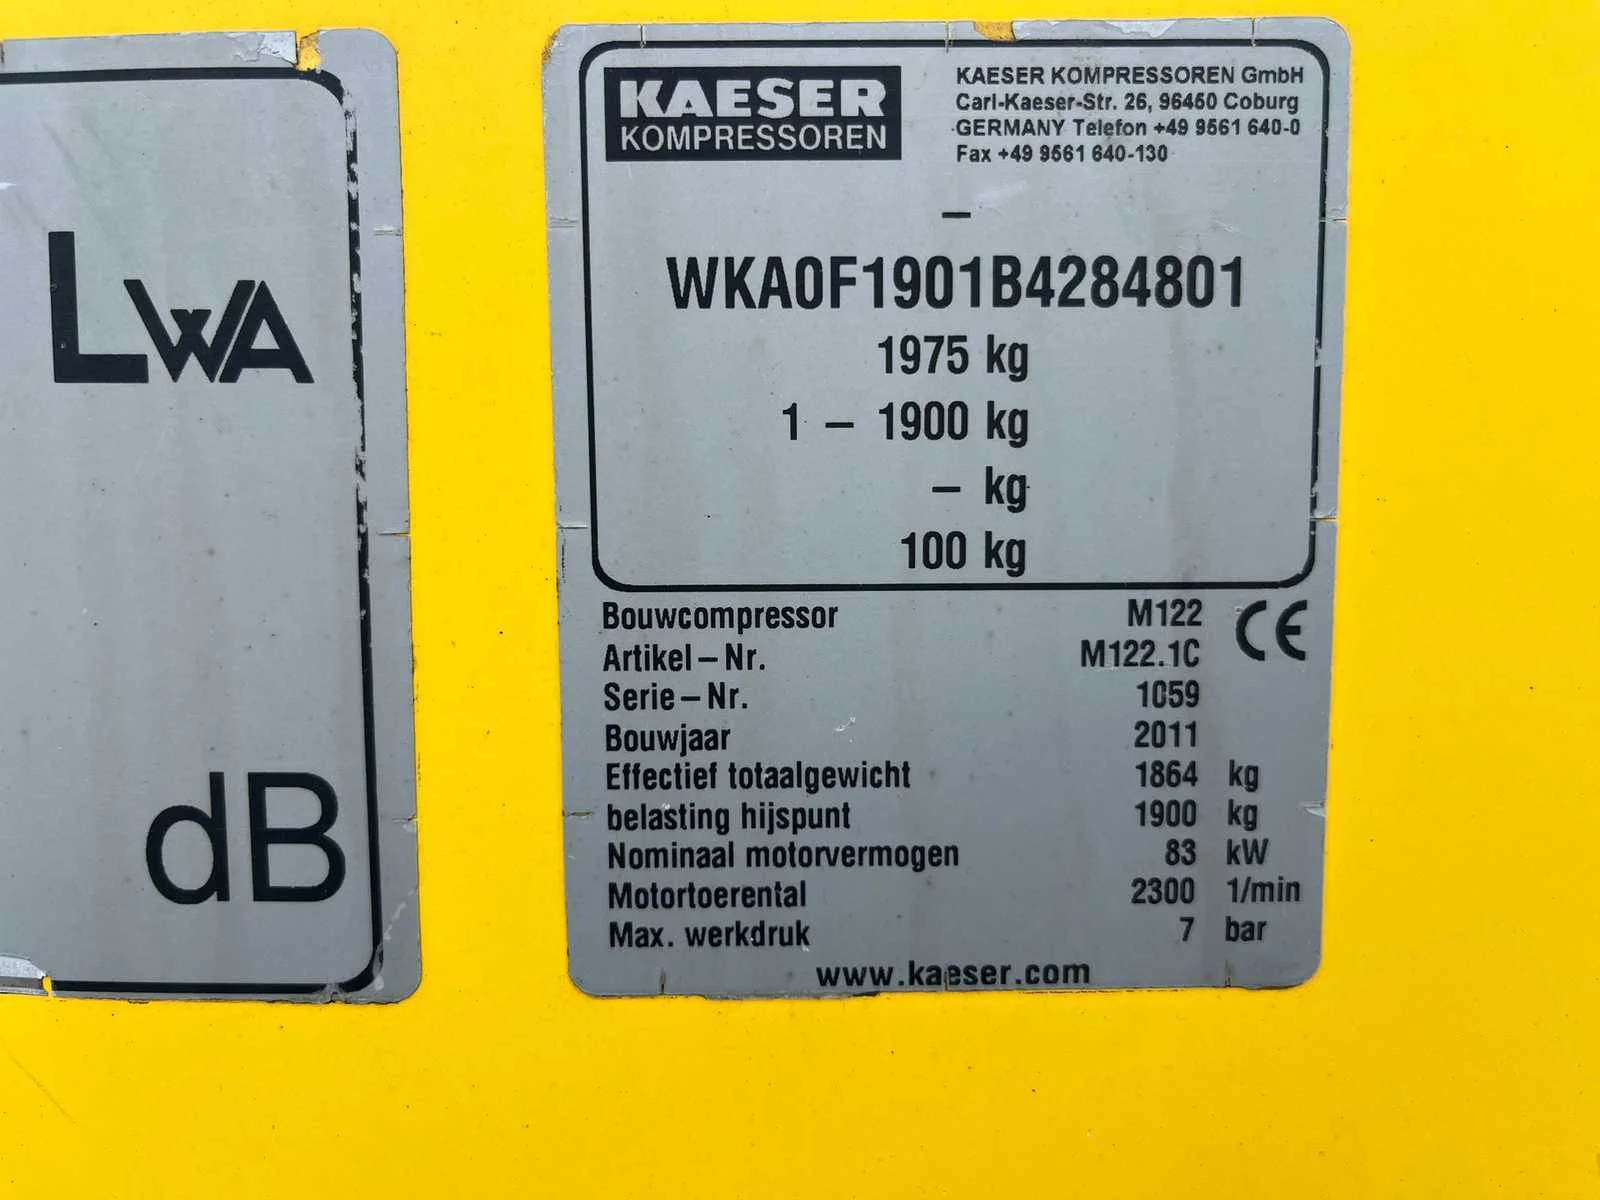 LWA
dB
KAESER
KOMPRESSOREN
KAESER KOMPRESSOREN GmbH
Carl-Kaeser-Str. 26, 96450 Coburg
GERMANY Telefon +49 9561 640-0
Fax +49 9561 640-130
–
WKA0F1901B4284801
1975 kg
1 – 1900 kg
– kg
100 kg
Bouwcompressor M122 CE
Artikel–Nr. M122.1C
Serie–Nr. 1059
Bouwjaar 2011
Effectief totaalgewicht 1864 kg
belasting hijspunt 1900 kg
Nominaal motorvermogen 83 kW
Motortoerental 2300 1/min
Max. werkdruk 7 bar
www.kaeser.com